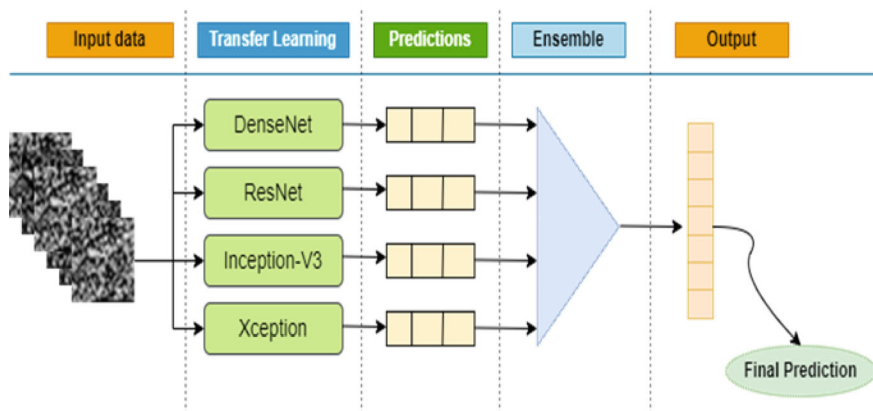 Input data
Transfer Learning
Predictions
Ensemble
Output
DenseNet
ResNet
Inception-V3
Xception
Final Prediction